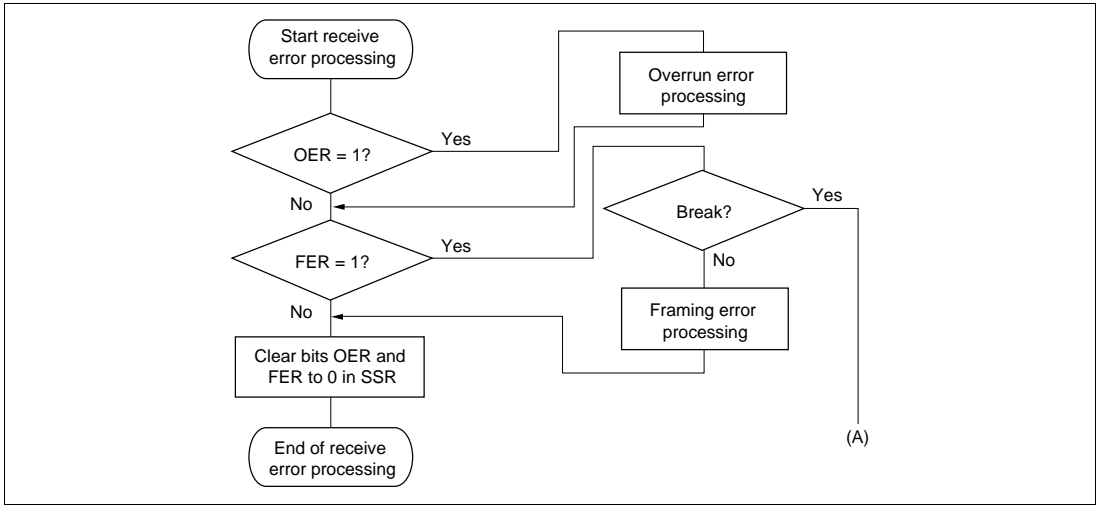 Start receive
error processing
OER = 1?
Yes
Overrun error
processing
No
FER = 1?
Yes
Break?
Yes
No
Framing error
processing
No
Clear bits OER and
FER to 0 in SSR
End of receive
error processing
(A)